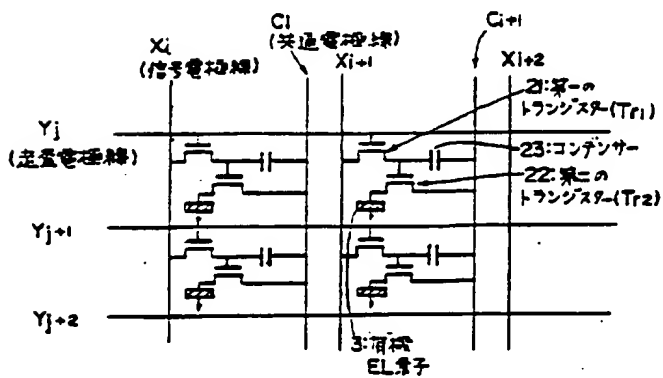 Xi
(信号電極線)
Ci
(共通電極線)
Xi+1
Ci+1
Xi+2
21:第一の
トランジスター(Tr1)
23:コンデンサー
22:第二の
トランジスター(Tr2)
Yj
(走査電極線)
Yj+1
Yj+2
3:有機
EL素子